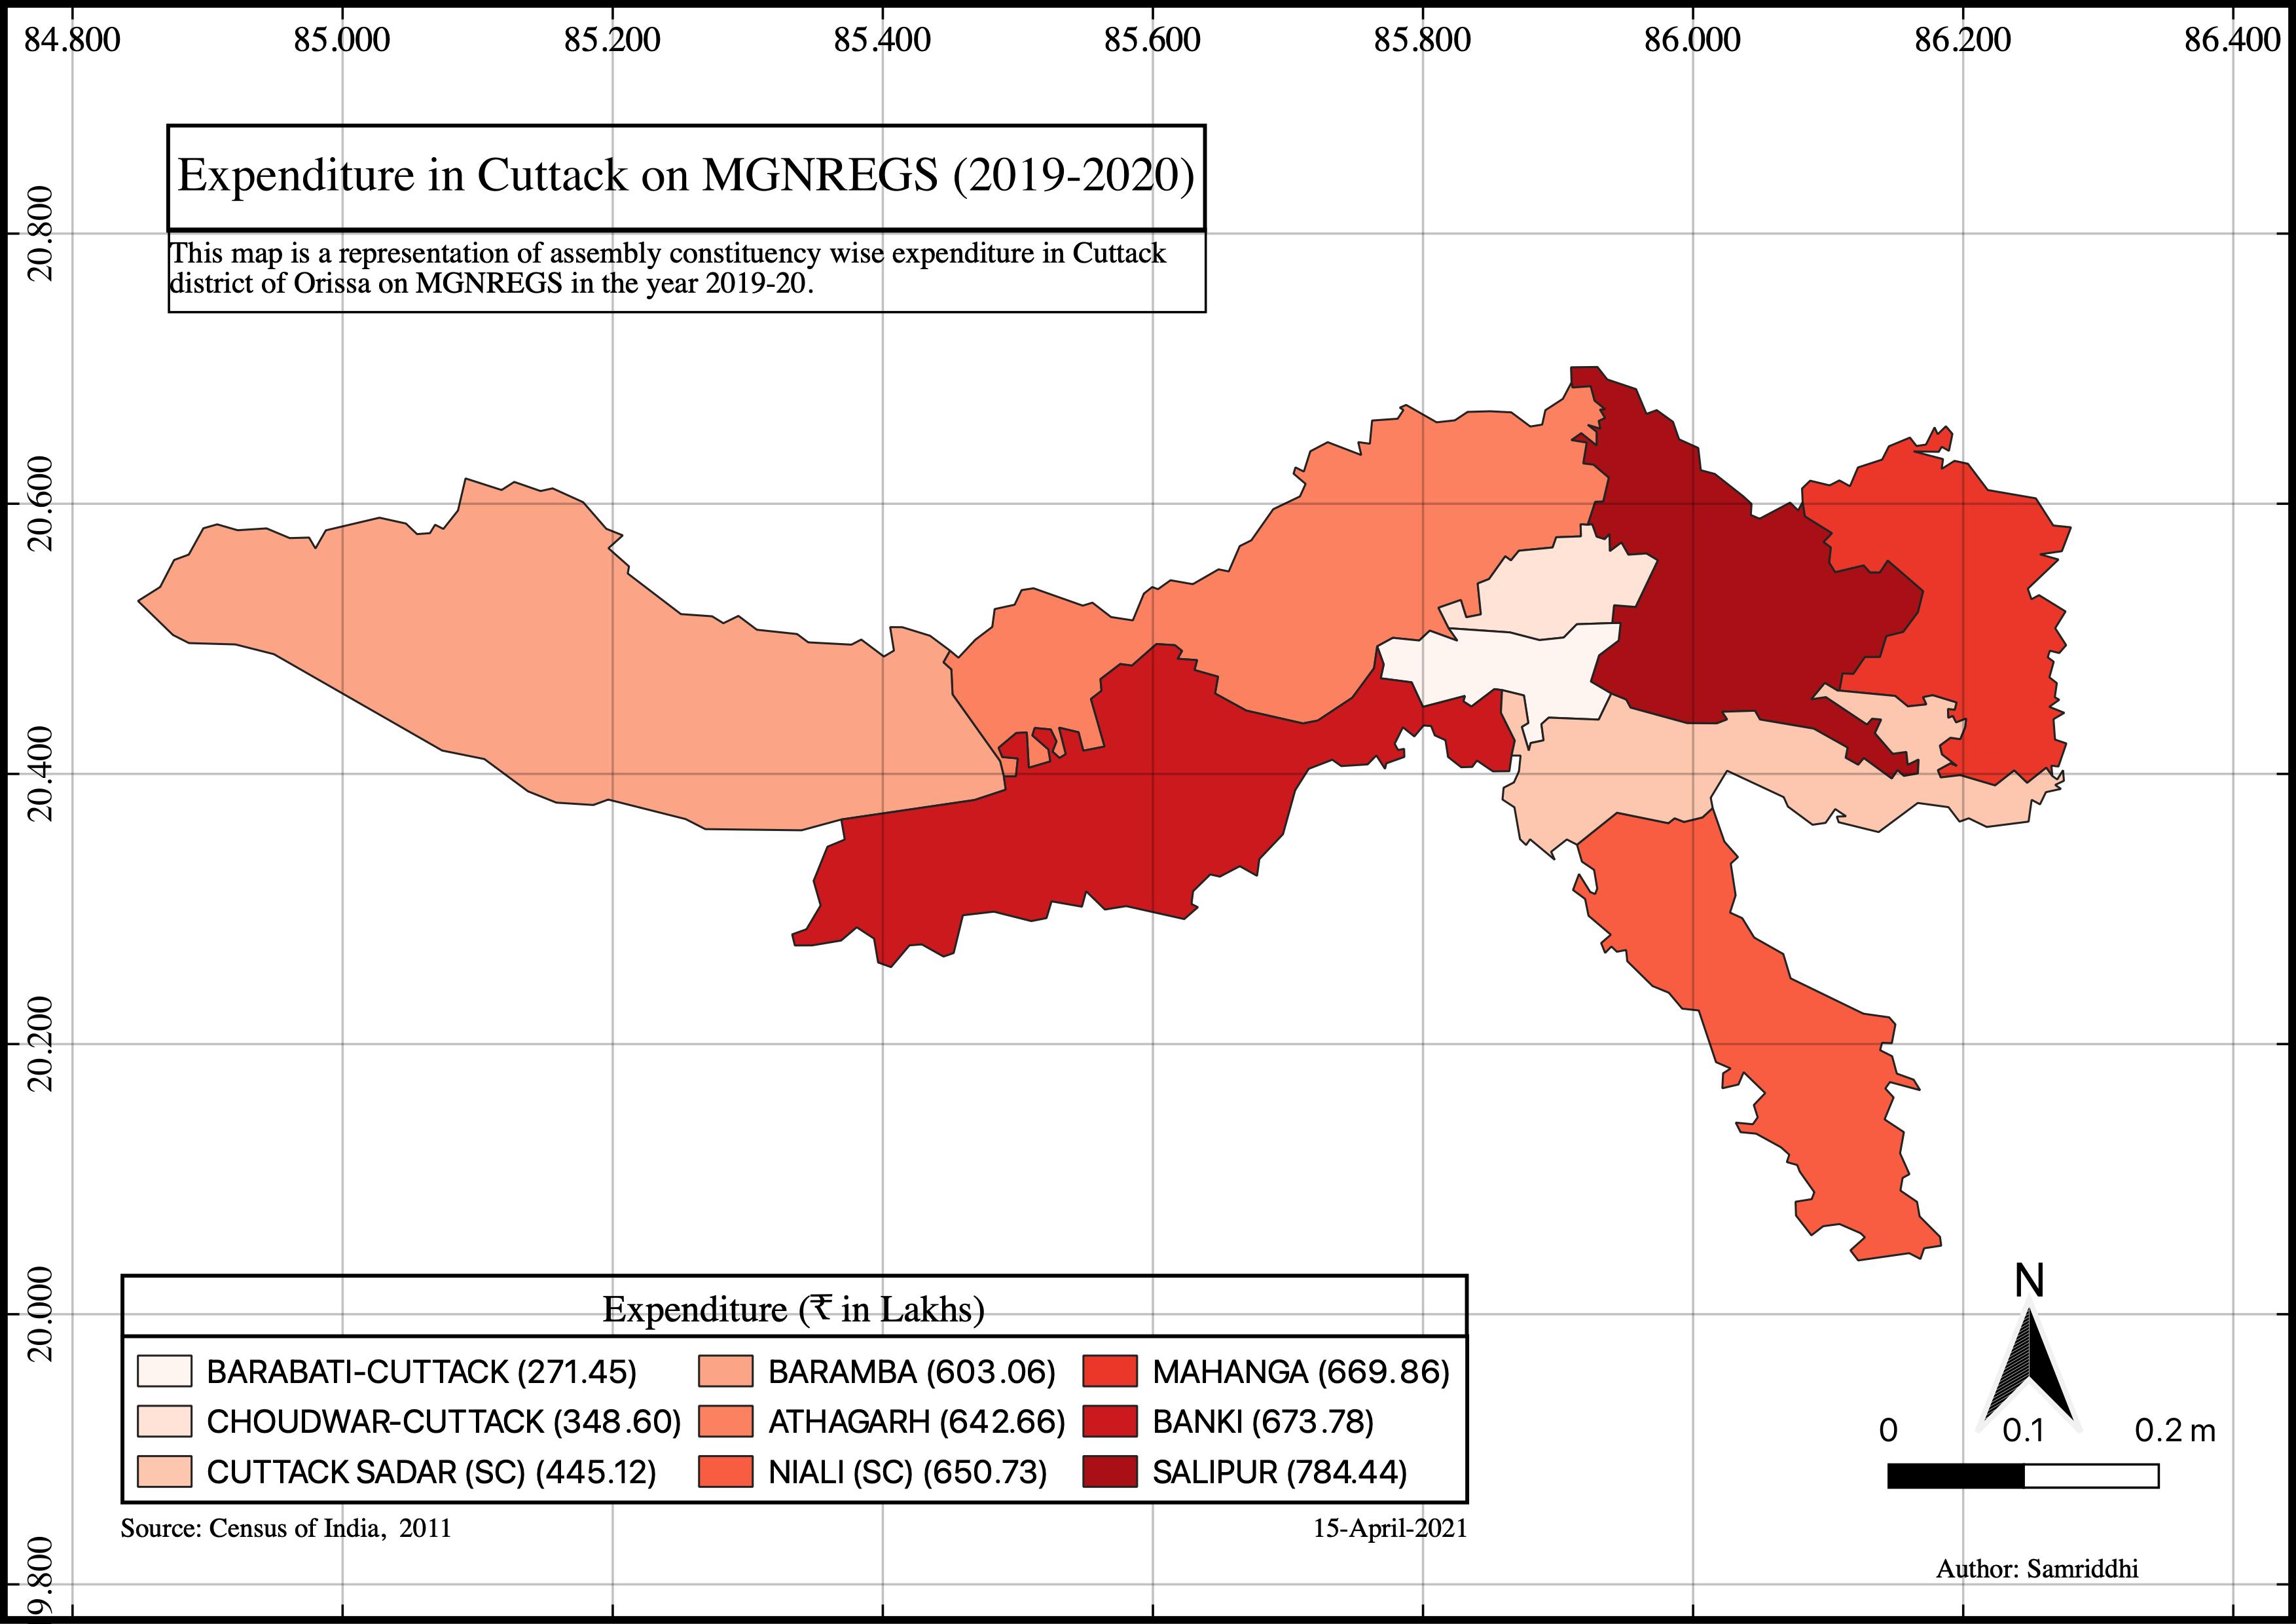 84.800 85.000 85.200 85.400 85.600 85.800 86.000 86.200 86.400
Expenditure in Cuttack on MGNREGS (2019-2020)
This map is a representation of assembly constituency wise expenditure in Cuttack
district of Orissa on MGNREGS in the year 2019-20.
20.800
20.600
20.400
20.200
20.000
9.800
N
0 0.1 0.2 m
Expenditure (₹ in Lakhs)
BARABATI-CUTTACK (271.45)
CHOUDWAR-CUTTACK (348.60)
CUTTACK SADAR (SC) (445.12)
BARAMBA (603.06)
ATHAGARH (642.66)
NIALI (SC) (650.73)
MAHANGA (669.86)
BANKI (673.78)
SALIPUR (784.44)
Source: Census of India, 2011
15-April-2021
Author: Samriddhi